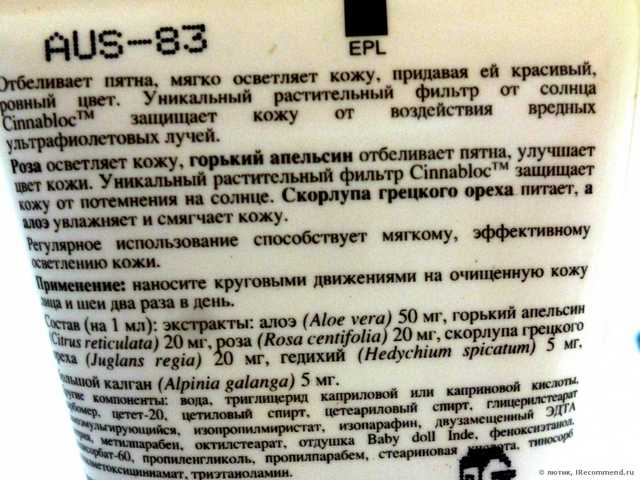 AUS-83
EPL
Отбеливает пятна, мягко осветляет кожу, придавая ей красивый,
ровный цвет. Уникальный растительный фильтр от солнца
Cinnabloc™ защищает кожу от воздействия вредных
ультрафиолетовых лучей.
Роза осветляет кожу, горький апельсин отбеливает пятна, улучшает
цвет кожи. Уникальный растительный фильтр Cinnabloc™ защищает
кожу от потемнения на солнце. Скорлупа грецкого ореха питает, а
алоэ увлажняет и смягчает кожу.
Регулярное использование способствует мягкому, эффективному
осветлению кожи.
Применение: наносите круговыми движениями на очищенную кожу
лица и шеи два раза в день.
Состав (на 1 мл): экстракты: алоэ (Aloe vera) 50 мг, горький апельсин
(Citrus reticulata) 20 мг, роза (Rosa centifolia) 20 мг, скорлупа грецкого
ореха (Juglans regia) 20 мг, гедихий (Hedychium spicatum) 5 мг,
большой калган (Alpinia galanga) 5 мг.
другие компоненты: вода, триглицерид каприловой или каприновой кислоты,
цетет-20, цетиловый спирт, цетеариловый спирт, глицерилстеарат
изопропилмиристат, изопарафин, двузамещенный ЭДТА
метилпарабен, октилстеарат, отдушка Baby doll Inde, феноксиэтанол,
пропиленгликоль, пропилпарабен, стеариновая кислота, тиносорб
триэтаноламин.
© лютик, IRecommend.ru